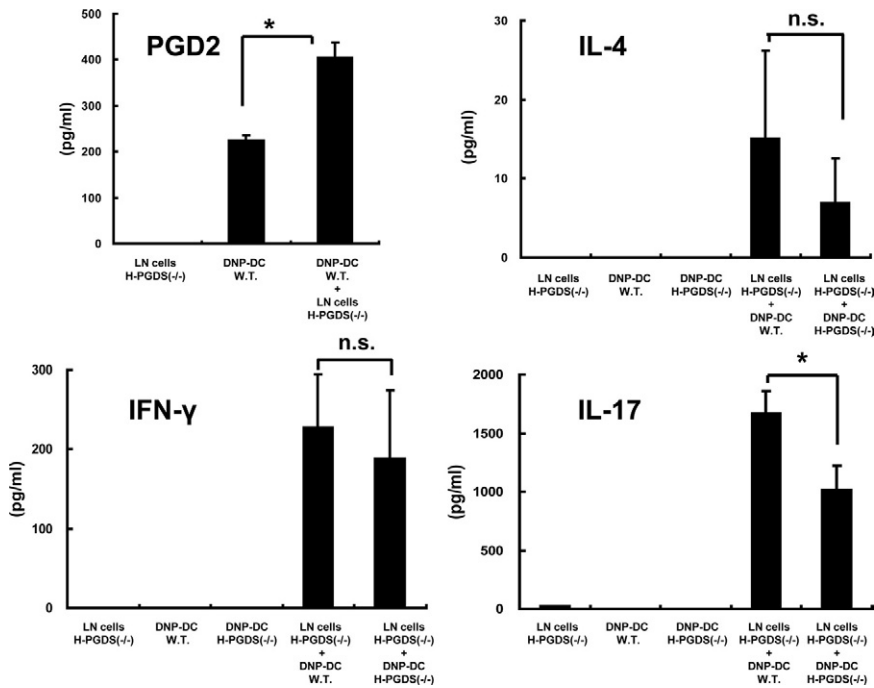 PGD2
*
500
400
300
200
100
0
(pg/ml)
LN cells
H-PGDS(-/-)
DNP-DC
W.T.
DNP-DC
W.T.
+
LN cells
H-PGDS(-/-)
IL-4
n.s.
30
20
10
0
(pg/ml)
LN cells
H-PGDS(-/-)
DNP-DC
W.T.
DNP-DC
H-PGDS(-/-)
LN cells
H-PGDS(-/-)
+
DNP-DC
W.T.
LN cells
H-PGDS(-/-)
+
DNP-DC
H-PGDS(-/-)
IFN-γ
n.s.
300
200
100
0
(pg/ml)
LN cells
H-PGDS(-/-)
DNP-DC
W.T.
DNP-DC
H-PGDS(-/-)
LN cells
H-PGDS(-/-)
+
DNP-DC
W.T.
LN cells
H-PGDS(-/-)
+
DNP-DC
H-PGDS(-/-)
IL-17
*
2000
1500
1000
500
0
(pg/ml)
LN cells
H-PGDS(-/-)
DNP-DC
W.T.
DNP-DC
H-PGDS(-/-)
LN cells
H-PGDS(-/-)
+
DNP-DC
W.T.
LN cells
H-PGDS(-/-)
+
DNP-DC
H-PGDS(-/-)